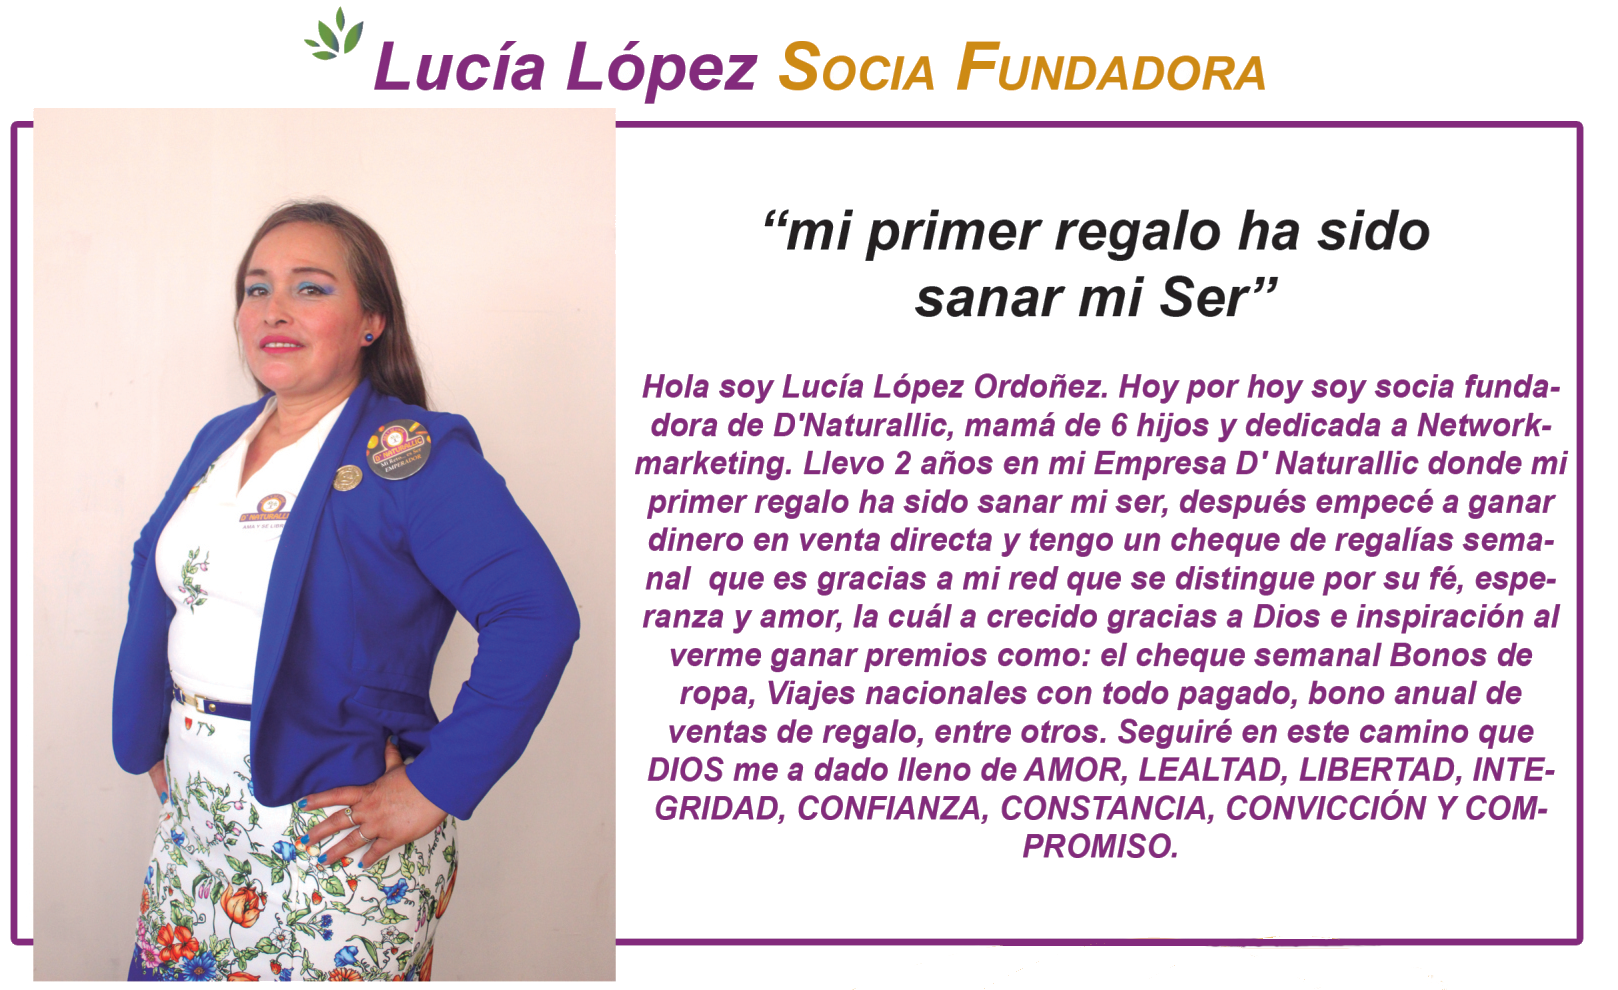 Lucía López Socia Fundadora
“mi primer regalo ha sido
sanar mi Ser”
Hola soy Lucía López Ordoñez. Hoy por hoy soy socia funda-
dora de D'Naturallic, mamá de 6 hijos y dedicada a Network-
marketing. Llevo 2 años en mi Empresa D' Naturallic donde mi
primer regalo ha sido sanar mi ser, después empecé a ganar
dinero en venta directa y tengo un cheque de regalías sema-
nal  que es gracias a mi red que se distingue por su fé, espe-
ranza y amor, la cuál a crecido gracias a Dios e inspiración al
verme ganar premios como: el cheque semanal Bonos de
ropa, Viajes nacionales con todo pagado, bono anual de
ventas de regalo, entre otros. Seguiré en este camino que
DIOS me a dado lleno de AMOR, LEALTAD, LIBERTAD, INTE-
GRIDAD, CONFIANZA, CONSTANCIA, CONVICCIÓN Y COM-
PROMISO.
D' NATURALLIC
EMPERADOR
D' NATURALLI
AMA Y SÉ LIBR